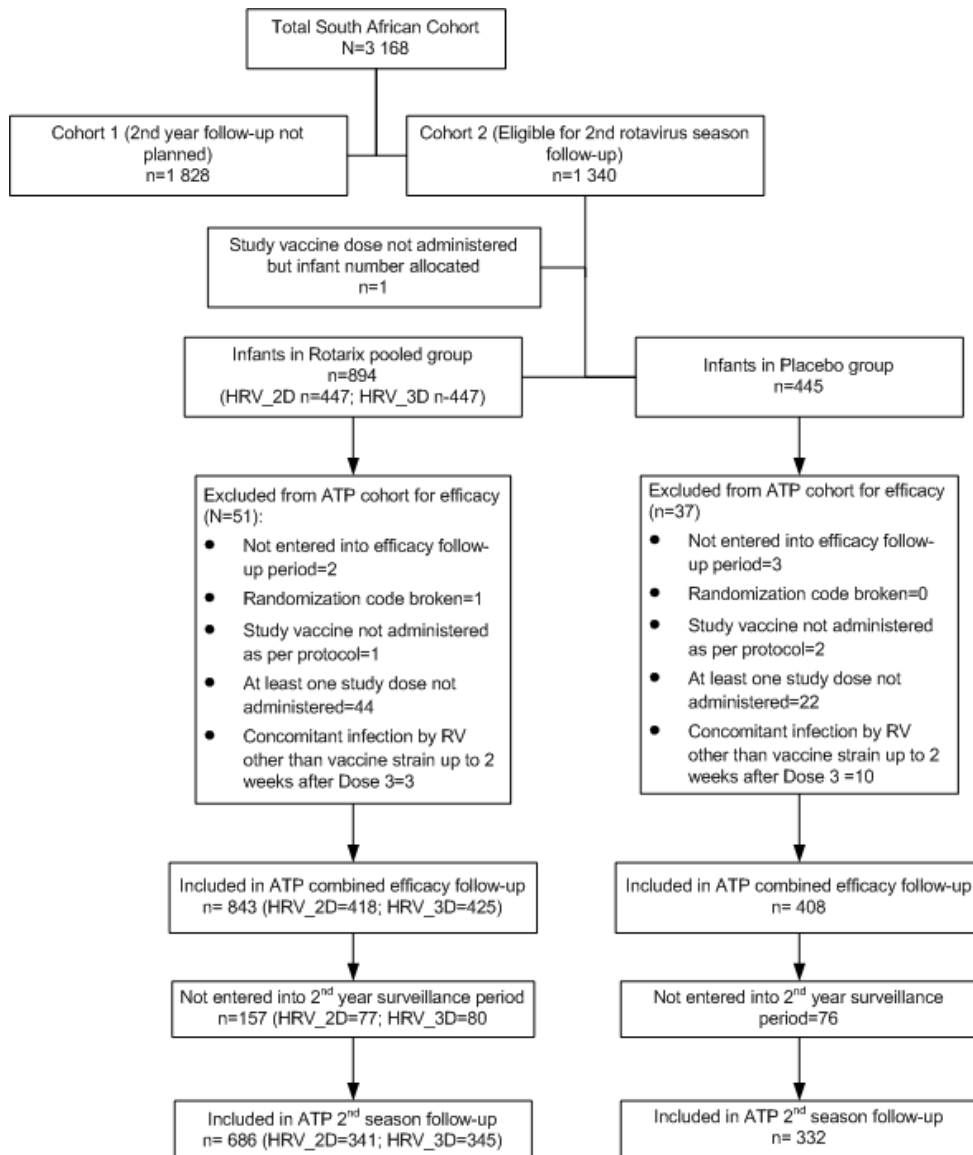 Total South African Cohort
N=3 168
Cohort 1 (2nd year follow-up not
planned)
n=1 828
Cohort 2 (Eligible for 2nd rotavirus season
follow-up)
n=1 340
Study vaccine dose not administered
but infant number allocated
n=1
Infants in Rotarix pooled group
n=894
(HRV_2D n=447; HRV_3D n-447)
Infants in Placebo group
n=445
Excluded from ATP cohort for efficacy
(N=51):
● Not entered into efficacy follow-
up period=2
● Randomization code broken=1
● Study vaccine not administered
as per protocol=1
● At least one study dose not
administered=44
● Concomitant infection by RV
other than vaccine strain up to 2
weeks after Dose 3=3
Excluded from ATP cohort for efficacy
(n=37)
● Not entered into efficacy follow-
up period=3
● Randomization code broken=0
● Study vaccine not administered
as per protocol=2
● At least one study dose not
administered=22
● Concomitant infection by RV
other than vaccine strain up to 2
weeks after Dose 3 =10
Included in ATP combined efficacy follow-up
n= 843 (HRV_2D=418; HRV_3D=425)
Included in ATP combined efficacy follow-up
n= 408
Not entered into 2nd year surveillance period
n=157 (HRV_2D=77; HRV_3D=80
Not entered into 2nd year surveillance
period=76
Included in ATP 2nd season follow-up
n= 686 (HRV_2D=341; HRV_3D=345)
Included in ATP 2nd season follow-up
n= 332